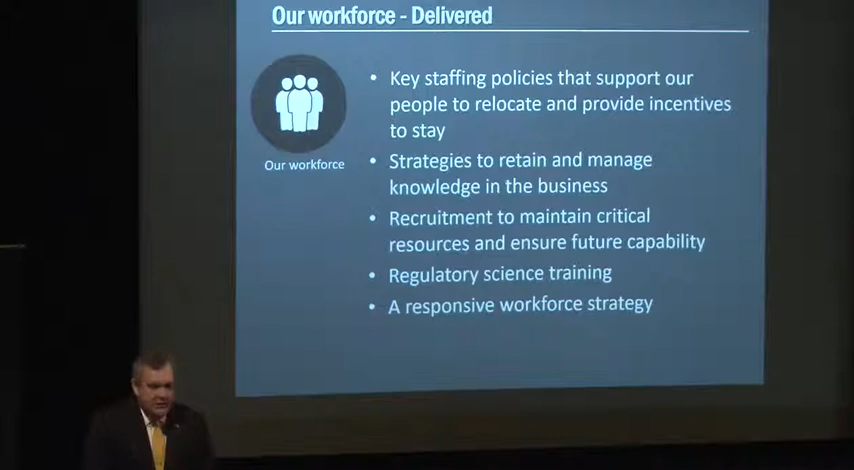 Our workforce - Delivered
Our workforce
• Key staffing policies that support our
people to relocate and provide incentives
to stay
• Strategies to retain and manage
knowledge in the business
• Recruitment to maintain critical
resources and ensure future capability
• Regulatory science training
• A responsive workforce strategy